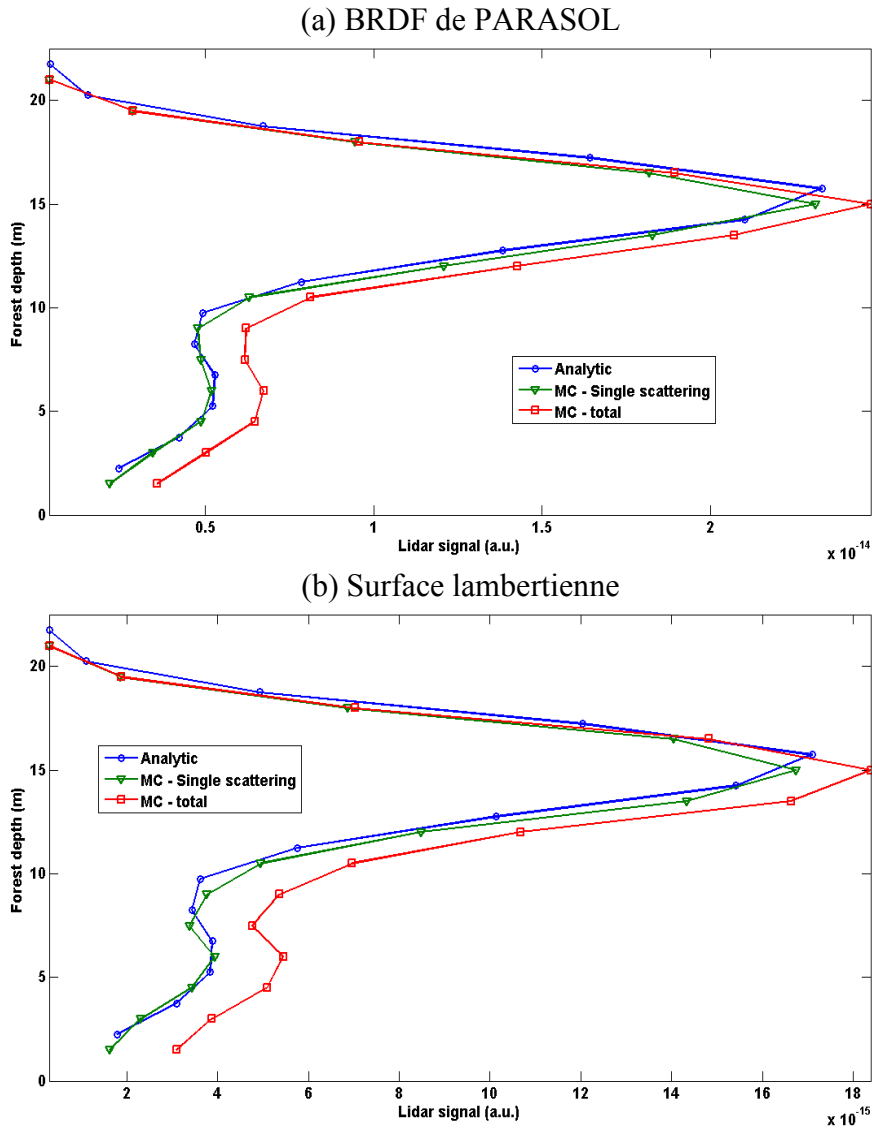 (a) BRDF de PARASOL
20
15
10
5
0
Forest depth (m)
Analytic
MC - Single scattering
MC - total
0.5 1 1.5 2
Lidar signal (a.u.)
x 10^-14
(b) Surface lambertienne
20
15
10
5
0
Forest depth (m)
Analytic
MC - Single scattering
MC - total
2 4 6 8 10 12 14 16 18
Lidar signal (a.u.)
x 10^-15